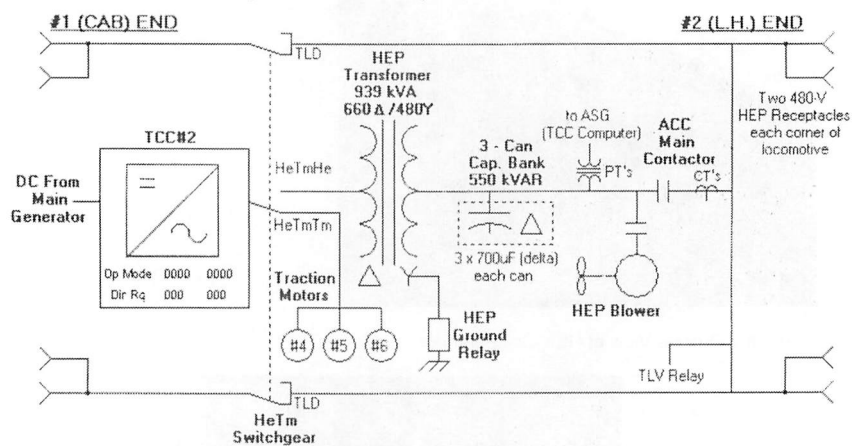 #1 (CAB) END
#2 (L.H.) END
TLD
HEP
Transformer
939 kVA
660 Δ /480Y
to ASG
(TCC Computer)
PT's
ACC
Main
Contactor
CT's
Two 480-V
HEP Receptacles
each corner of
locomotive
TCC#2
DC From
Main
Generator
Op Mode 0000 0000
Dir Rq 000 000
HeTmHe
HeTmTm
3 - Can
Cap. Bank
550 kVAR
3 x 700uF (delta)
each can
Traction
Motors
#4 #5 #6
HEP
Ground
Relay
HEP Blower
TLV Relay
TLD
HeTm
Switchgear